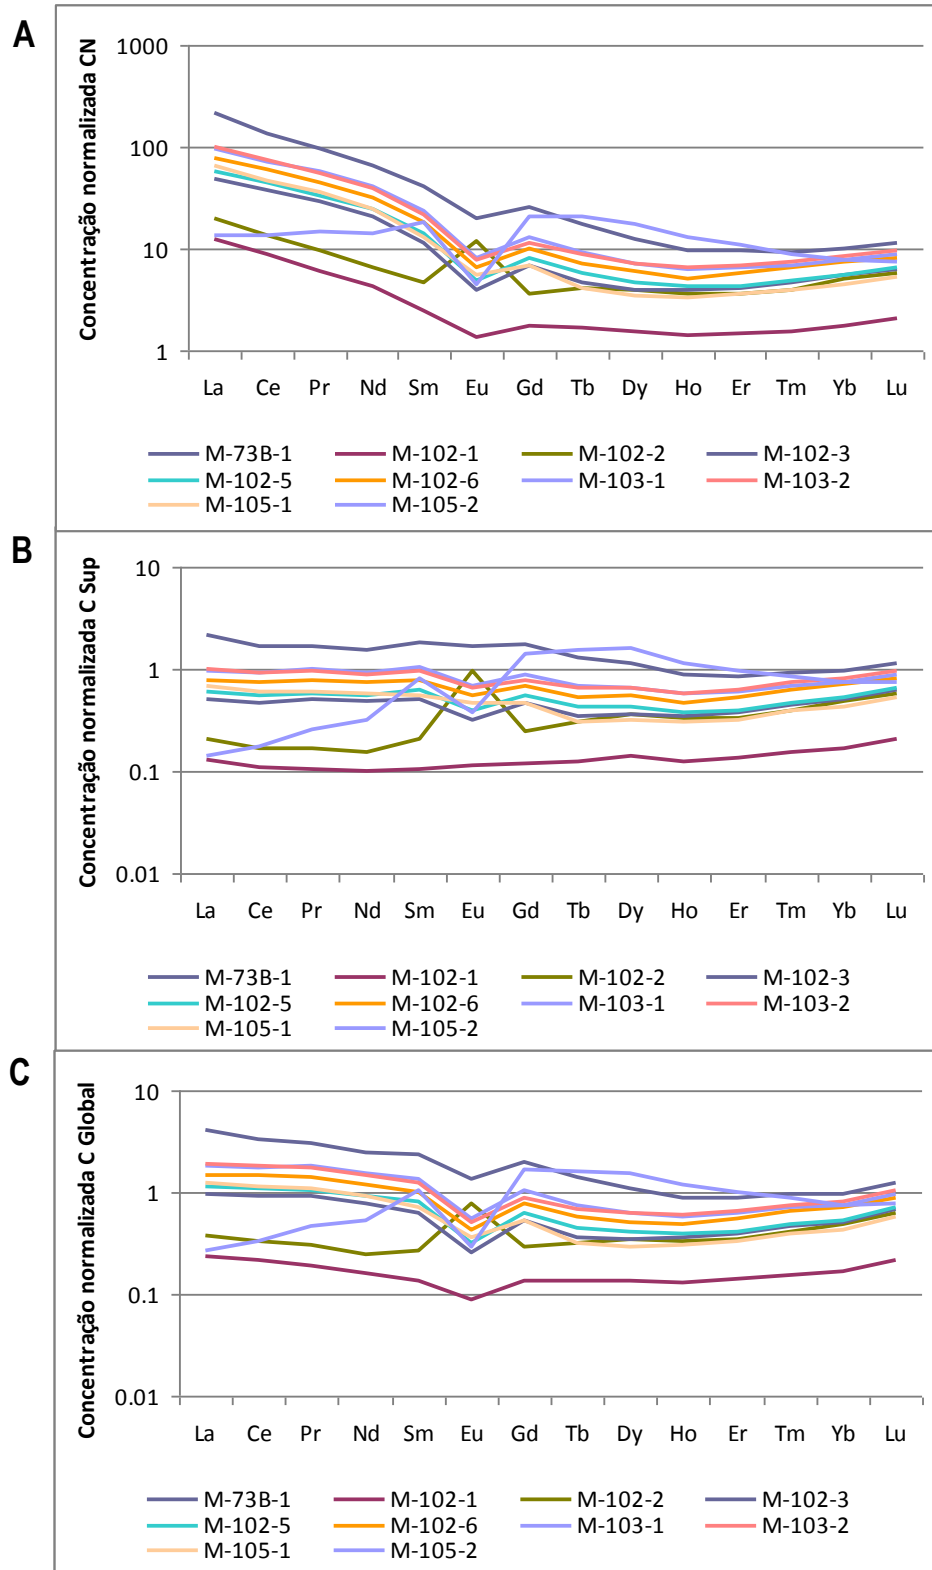 A
Concentração normalizada CN
1000
100
10
1
La Ce Pr Nd Sm Eu Gd Tb Dy Ho Er Tm Yb Lu
M-73B-1 M-102-1 M-102-2 M-102-3
M-102-5 M-102-6 M-103-1 M-103-2
M-105-1 M-105-2
B
Concentração normalizada C Sup
10
1
0.1
0.01
La Ce Pr Nd Sm Eu Gd Tb Dy Ho Er Tm Yb Lu
M-73B-1 M-102-1 M-102-2 M-102-3
M-102-5 M-102-6 M-103-1 M-103-2
M-105-1 M-105-2
C
Concentração normalizada C Global
10
1
0.1
0.01
La Ce Pr Nd Sm Eu Gd Tb Dy Ho Er Tm Yb Lu
M-73B-1 M-102-1 M-102-2 M-102-3
M-102-5 M-102-6 M-103-1 M-103-2
M-105-1 M-105-2